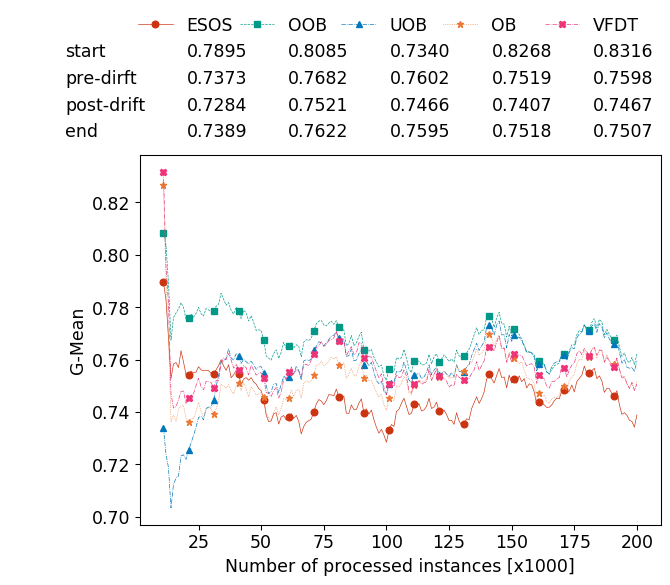 ESOS OOB UOB OB VFDT
start 0.7895 0.8085 0.7340 0.8268 0.8316
pre-dirft 0.7373 0.7682 0.7602 0.7519 0.7598
post-drift 0.7284 0.7521 0.7466 0.7407 0.7467
end 0.7389 0.7622 0.7595 0.7518 0.7507
0.82
0.80
0.78
0.76
0.74
0.72
0.70
G-Mean
25 50 75 100 125 150 175 200
Number of processed instances [x1000]